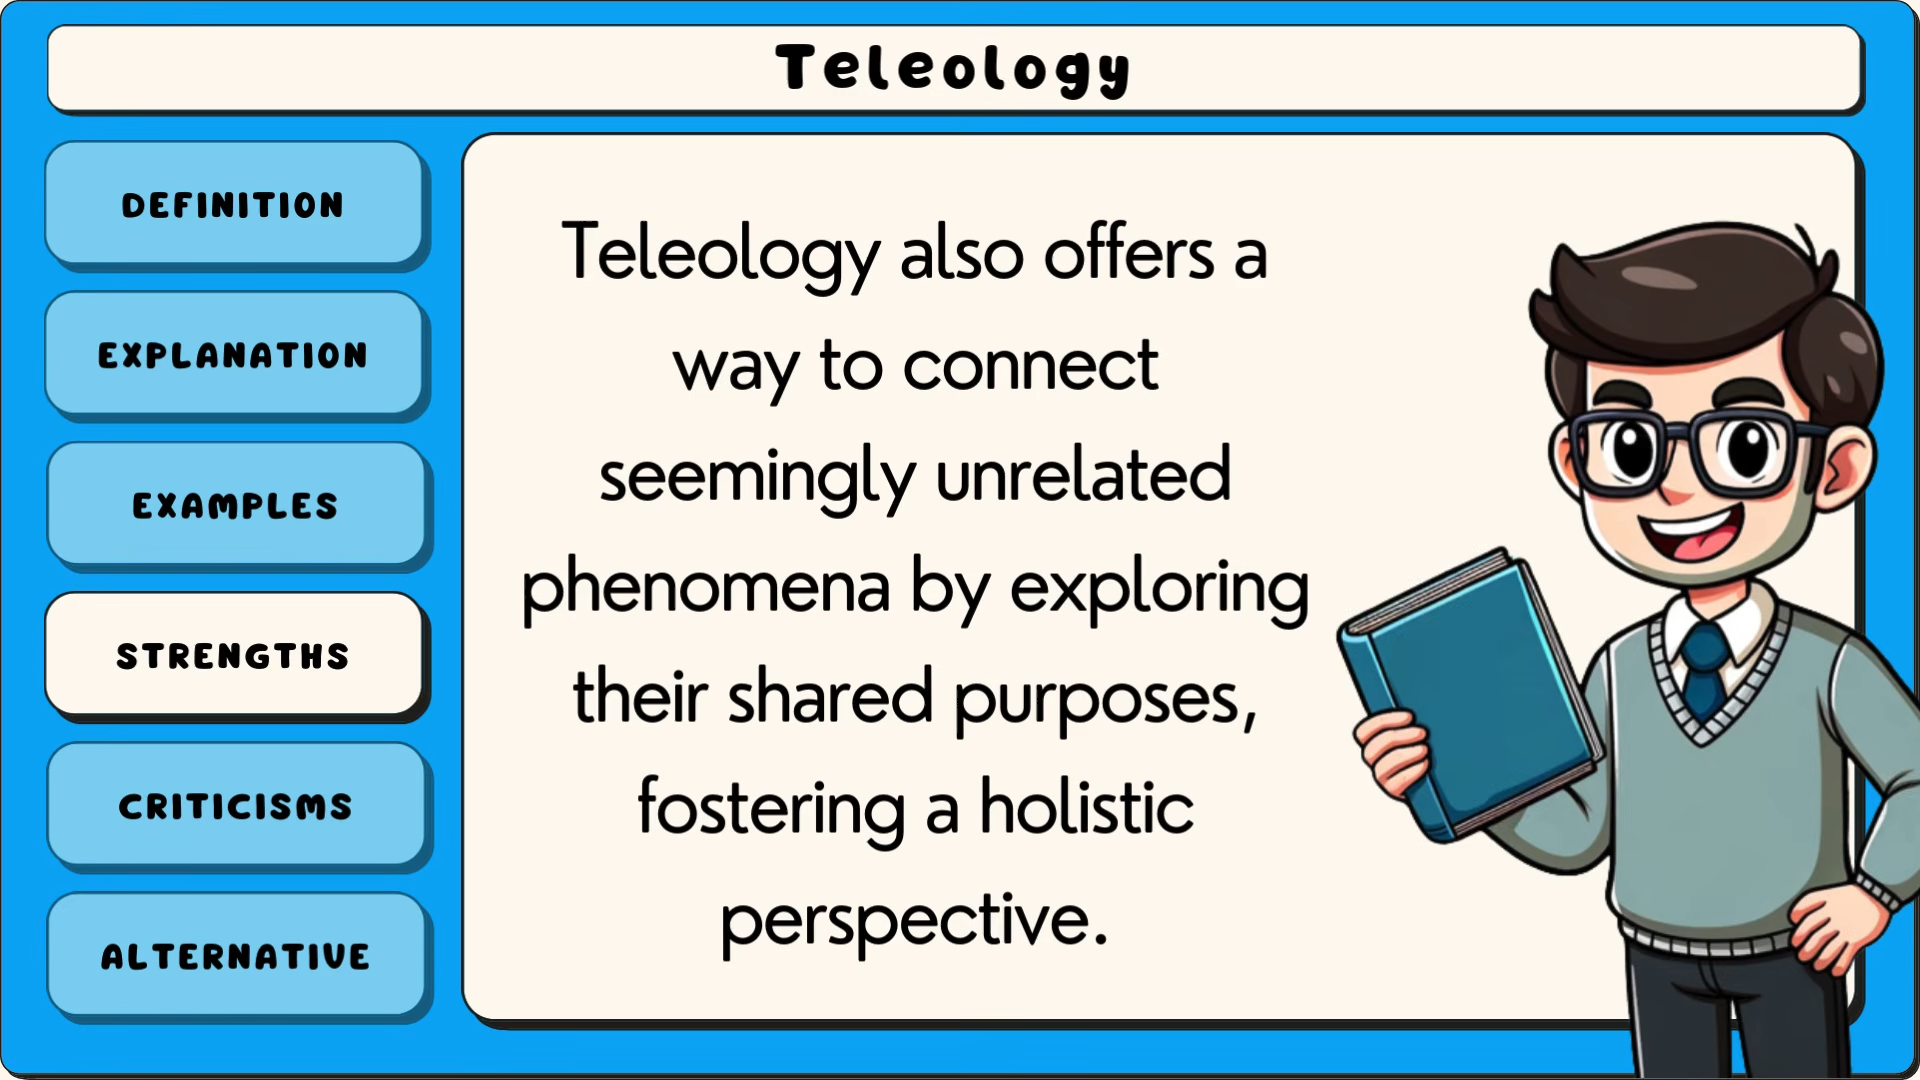 Teleology
DEFINITION
EXPLANATION
EXAMPLES
STRENGTHS
CRITICISMS
ALTERNATIVE
Teleology also offers a
way to connect
seemingly unrelated
phenomena by exploring
their shared purposes,
fostering a holistic
perspective.